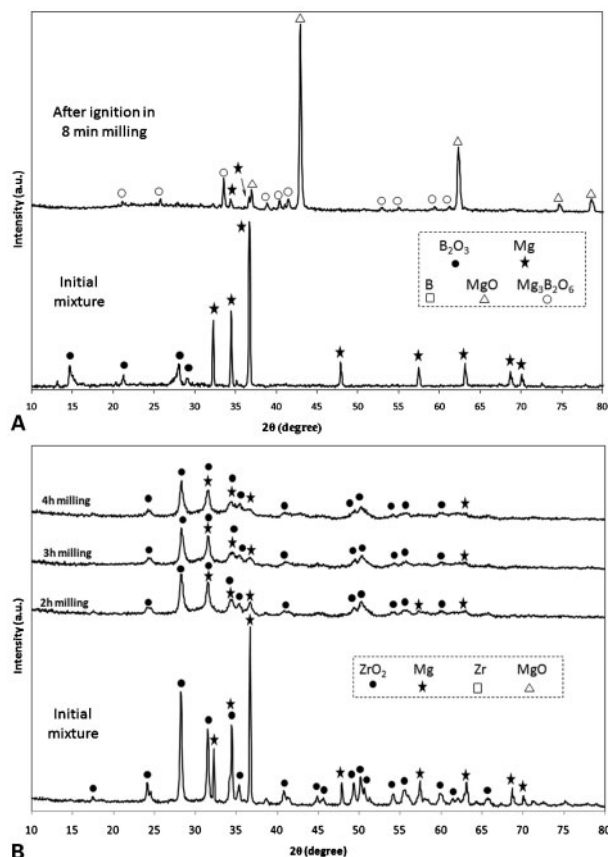 After ignition in
8 min milling
Intensity (a.u.)
B₂O₃ Mg
B MgO Mg₃B₂O₆
Initial
mixture
10 15 20 25 30 35 40 45 50 55 60 65 70 75 80
A
2θ (degree)
4h milling
3h milling
2h milling
Intensity (a.u.)
ZrO₂ Mg Zr MgO
Initial
mixture
10 15 20 25 30 35 40 45 50 55 60 65 70 75 80
B
2θ (degree)